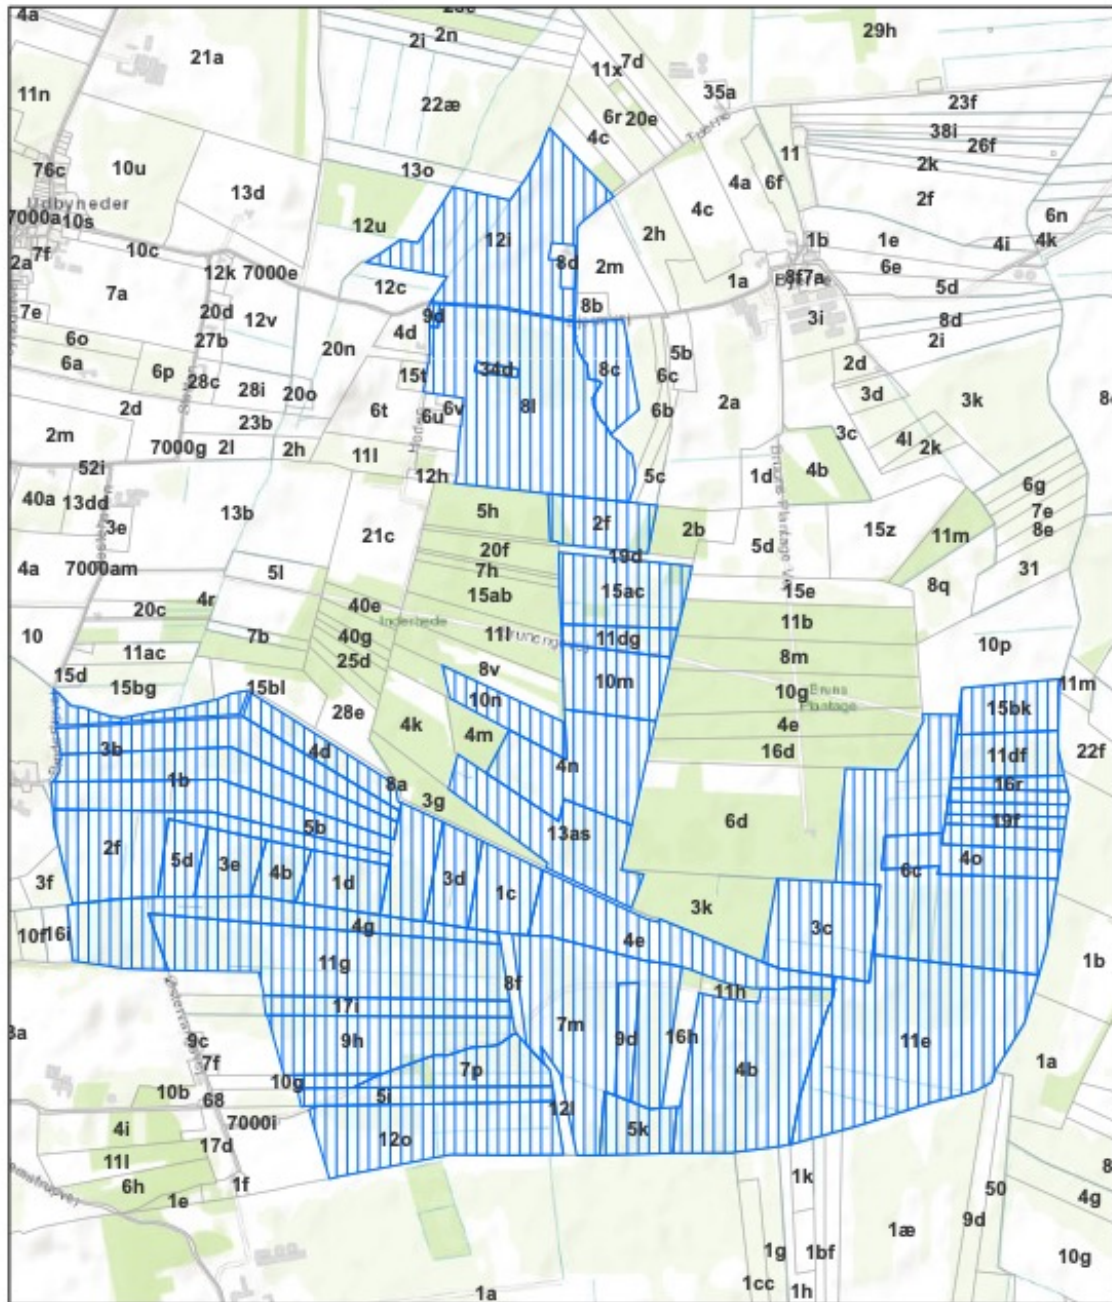 4a
2i
2n
29h
21a
7d
11x
35a
11n
22æ
6r
20e
23f
4c
Tjerne
38i
26f
11
2k
76c
10u
13o
4a
6f
13d
2f
Udbyneder
12u
4c
6n
7000a
10s
12i
2h
1b
1e
4i
4k
7f
10c
2a
12k
7000e
8d
2m
6e
7a
12c
1a
8f
7a
5d
7e
20d
12v
9d
8b
3i
8d
6o
27b
20n
4d
2i
6a
6p
28c
28i
20o
15t
34d
8c
5b
6c
2d
3d
3k
2d
23b
6t
6u
6v
8l
6b
2a
3c
4l
2k
2m
7000g
2l
2h
11l
12h
52i
5c
1d
4b
40a
13dd
6g
3e
13b
5h
2f
2b
7e
21c
15z
11m
8e
4a
7000am
20f
19d
5d
5l
7h
31
20c
4r
40e
15ab
15ac
15e
8q
10
40g
Inderhede
11l
11dg
11b
10p
11ac
7b
25d
8v
8m
15d
15bg
15bl
10n
10m
10g
Bruns
Plantage
11m
28e
4k
4m
4e
15bk
3b
4d
16d
22f
1b
8a
4n
11df
3g
16r
2f
5b
13as
6d
19f
5d
3e
4b
1d
3d
1c
6c
4o
3f
3k
3c
10f
16i
4g
4e
11g
8f
1b
11h
17i
11e
3a
9c
9h
7m
9d
16h
7f
7p
4b
1a
10b
10g
68
5i
12l
4i
7000i
12o
5k
17d
11l
6h
1f
1k
50
1e
4g
1g
1bf
1æ
9d
10g
1cc
1h
1a